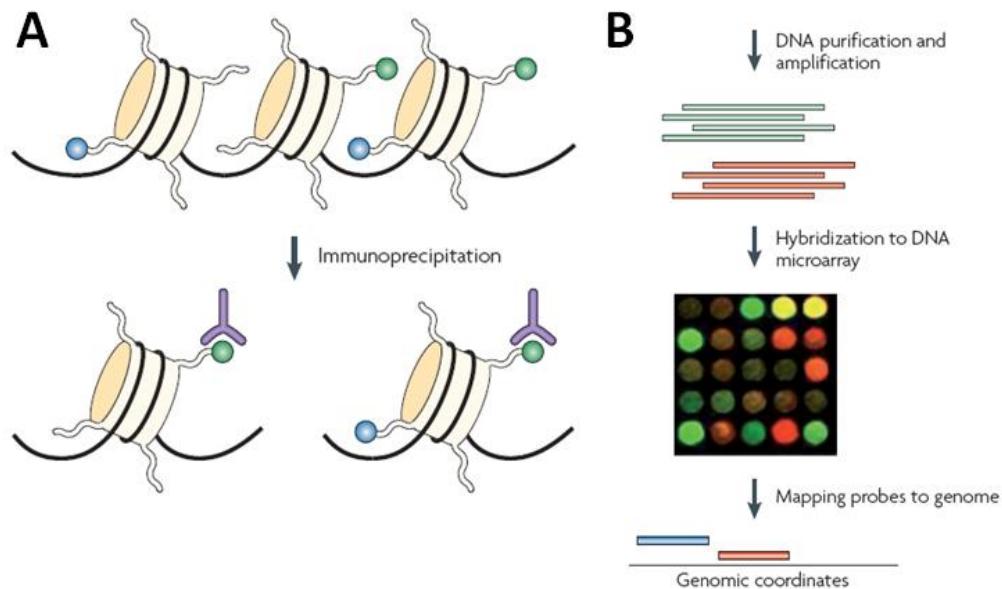 A
Immunoprecipitation
B
DNA purification and
amplification
Hybridization to DNA
microarray
Mapping probes to genome
Genomic coordinates